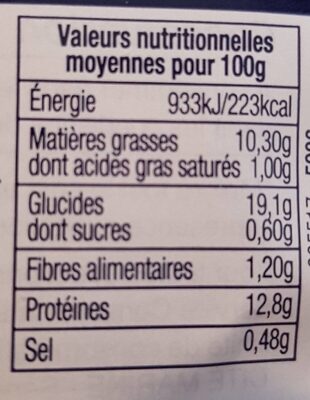 Valeurs nutritionnelles
moyennes pour 100g
Énergie 933kJ/223kcal
Matières grasses 10,30g
dont acides gras saturés 1,00g
Glucides 19,1g
dont sucres 0,60g
Fibres alimentaires 1,20g
Protéines 12,8g
Sel 0,48g